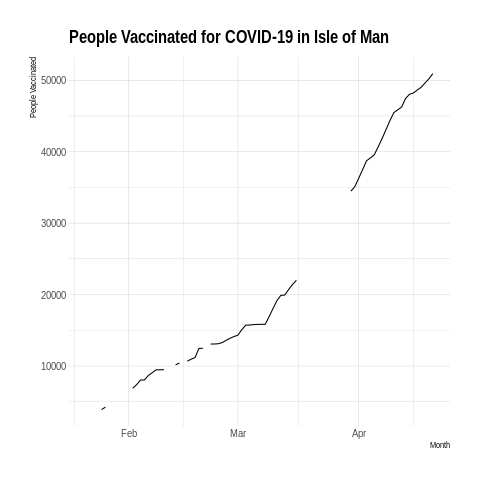 People Vaccinated for COVID-19 in Isle of Man
People Vaccinated
50000
40000
30000
20000
10000
Feb
Mar
Apr
Month